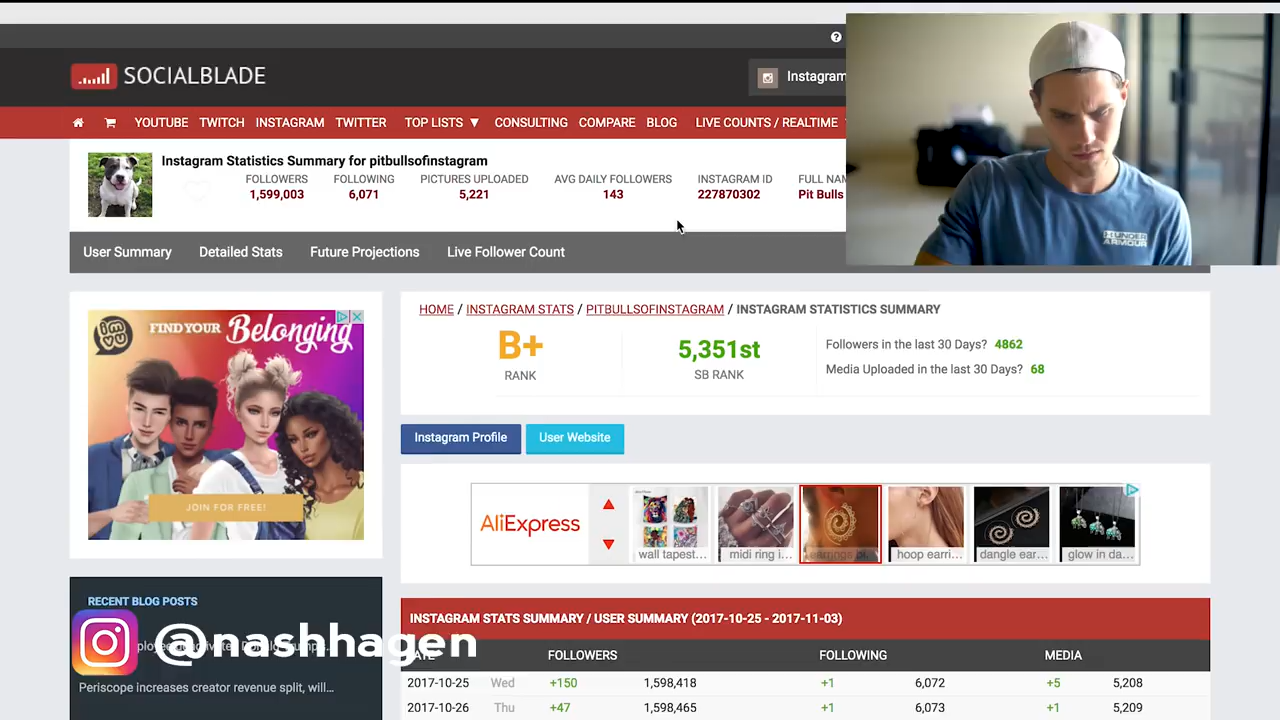 SOCIALBLADE
Instagram
YOUTUBE TWITCH INSTAGRAM TWITTER TOP LISTS ▼ CONSULTING COMPARE BLOG LIVE COUNTS / REALTIME
Instagram Statistics Summary for pitbullsofinstagram
FOLLOWERS FOLLOWING PICTURES UPLOADED AVG DAILY FOLLOWERS INSTAGRAM ID FULL NAM
1,599,003 6,071 5,221 143 227870302 Pit Bulls
UNDER
ARMOUR
User Summary Detailed Stats Future Projections Live Follower Count
imvu
FIND YOUR Belonging
JOIN FOR FREE!
HOME / INSTAGRAM STATS / PITBULLSOFINSTAGRAM / INSTAGRAM STATISTICS SUMMARY
B+
RANK
5,351st
SB RANK
Followers in the last 30 Days? 4862
Media Uploaded in the last 30 Days? 68
Instagram Profile User Website
AliExpress
wall tapest... midi ring i... hoop earri... dangle ear... glow in da...
RECENT BLOG POSTS
@nashhagen
Periscope increases creator revenue split, will...
INSTAGRAM STATS SUMMARY / USER SUMMARY (2017-10-25 - 2017-11-03)
FOLLOWERS FOLLOWING MEDIA
2017-10-25 Wed +150 1,598,418 +1 6,072 +5 5,208
2017-10-26 Thu +47 1,598,465 +1 6,073 +1 5,209